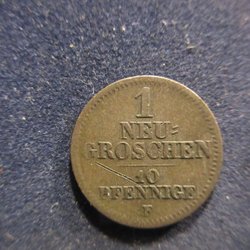 1
NEU-
GROSCHEN
10
PFENNIGE
F